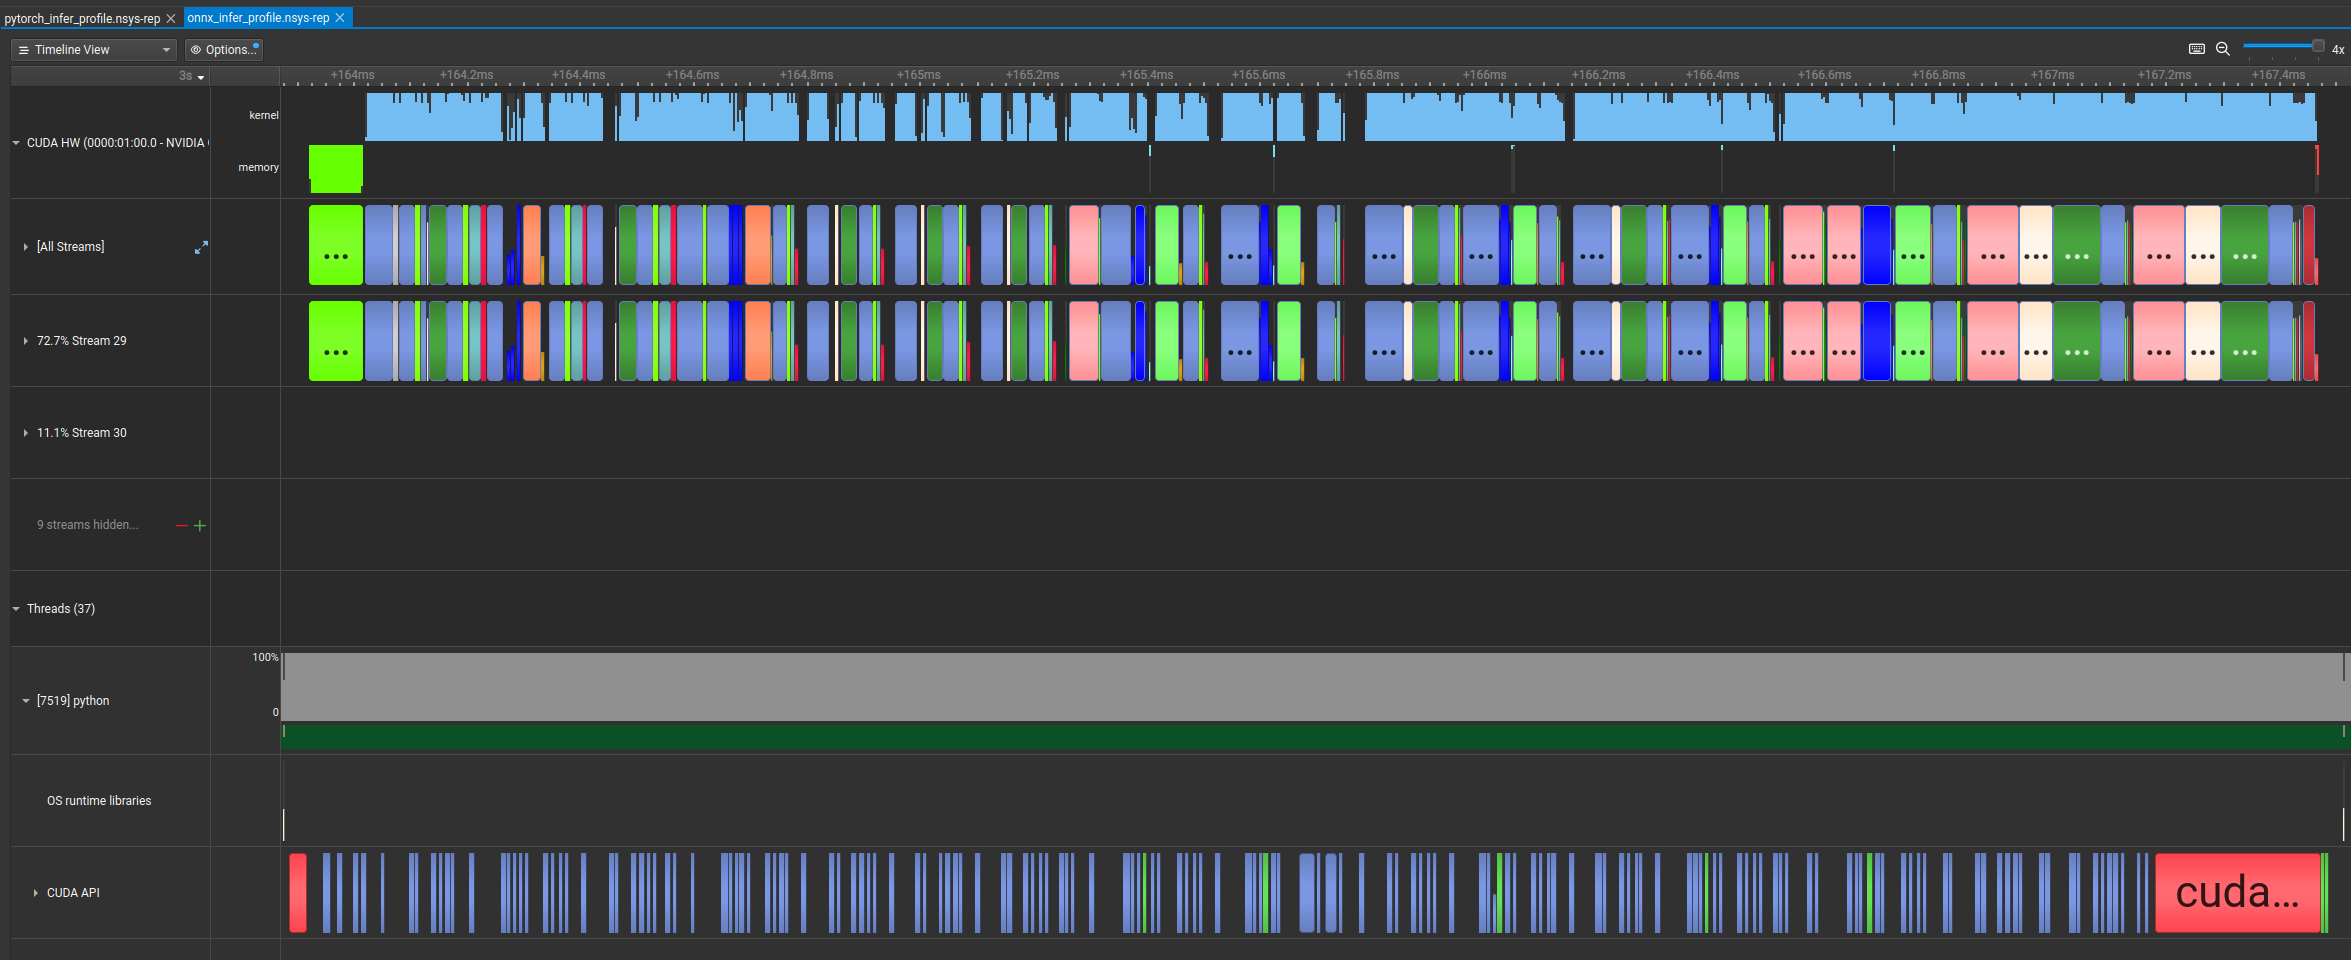 pytorch_infer_profile.nsys-rep
onnx_infer_profile.nsys-rep
Timeline View
Options...
4x
3s
+164ms +164.2ms +164.4ms +164.6ms +164.8ms +165ms +165.2ms +165.4ms +165.6ms +165.8ms +166ms +166.2ms +166.4ms +166.6ms +166.8ms +167ms +167.2ms +167.4ms
kernel
CUDA HW (0000:01:00.0 - NVIDIA
memory
[All Streams]
72.7% Stream 29
11.1% Stream 30
9 streams hidden...
Threads (37)
100%
[7519] python
0
OS runtime libraries
CUDA API
cuda...